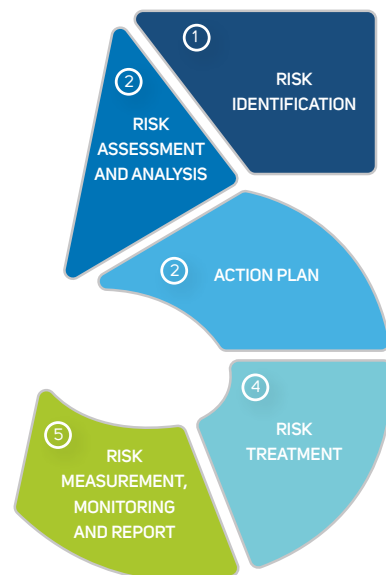 1
RISK
IDENTIFICATION
2
RISK
ASSESSMENT
AND ANALYSIS
2
ACTION PLAN
4
RISK
TREATMENT
5
RISK
MEASUREMENT,
MONITORING
AND REPORT